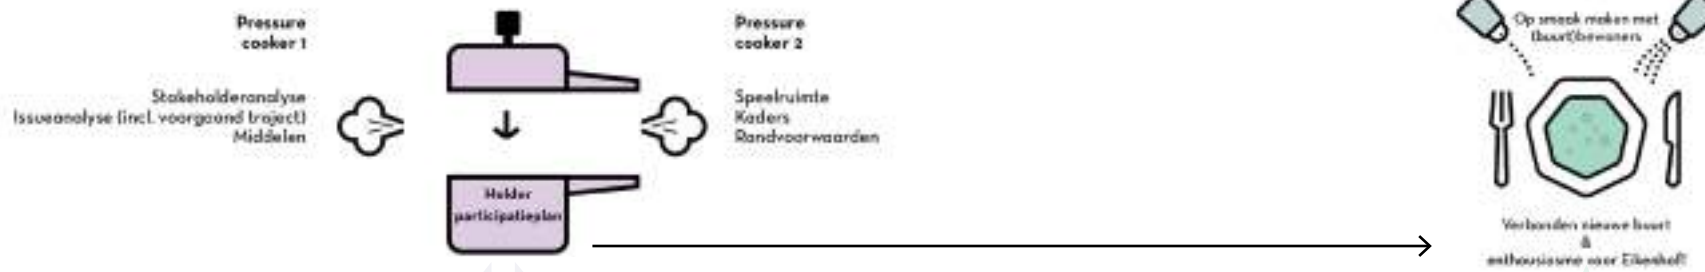 Pressure
cooker 1
Stakeholderanalyse
Issueanalyse (incl. voorgaand traject)
Middelen
Pressure
cooker 2
Speelruimte
Kaders
Randvoorwaarden
Helder
participatieplan
Op smaak maken met
(buurt)bewoners
Verbonden nieuwe buurt
&
enthousiasme voor Eikenhof!